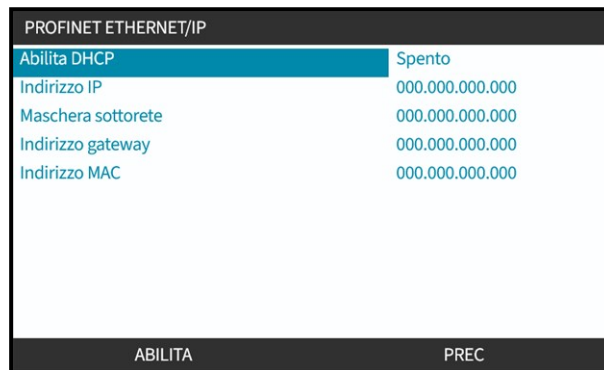 PROFINET ETHERNET/IP
Abilita DHCP Spento
Indirizzo IP 000.000.000.000
Maschera sottorete 000.000.000.000
Indirizzo gateway 000.000.000.000
Indirizzo MAC 000.000.000.000
ABILITA PREC